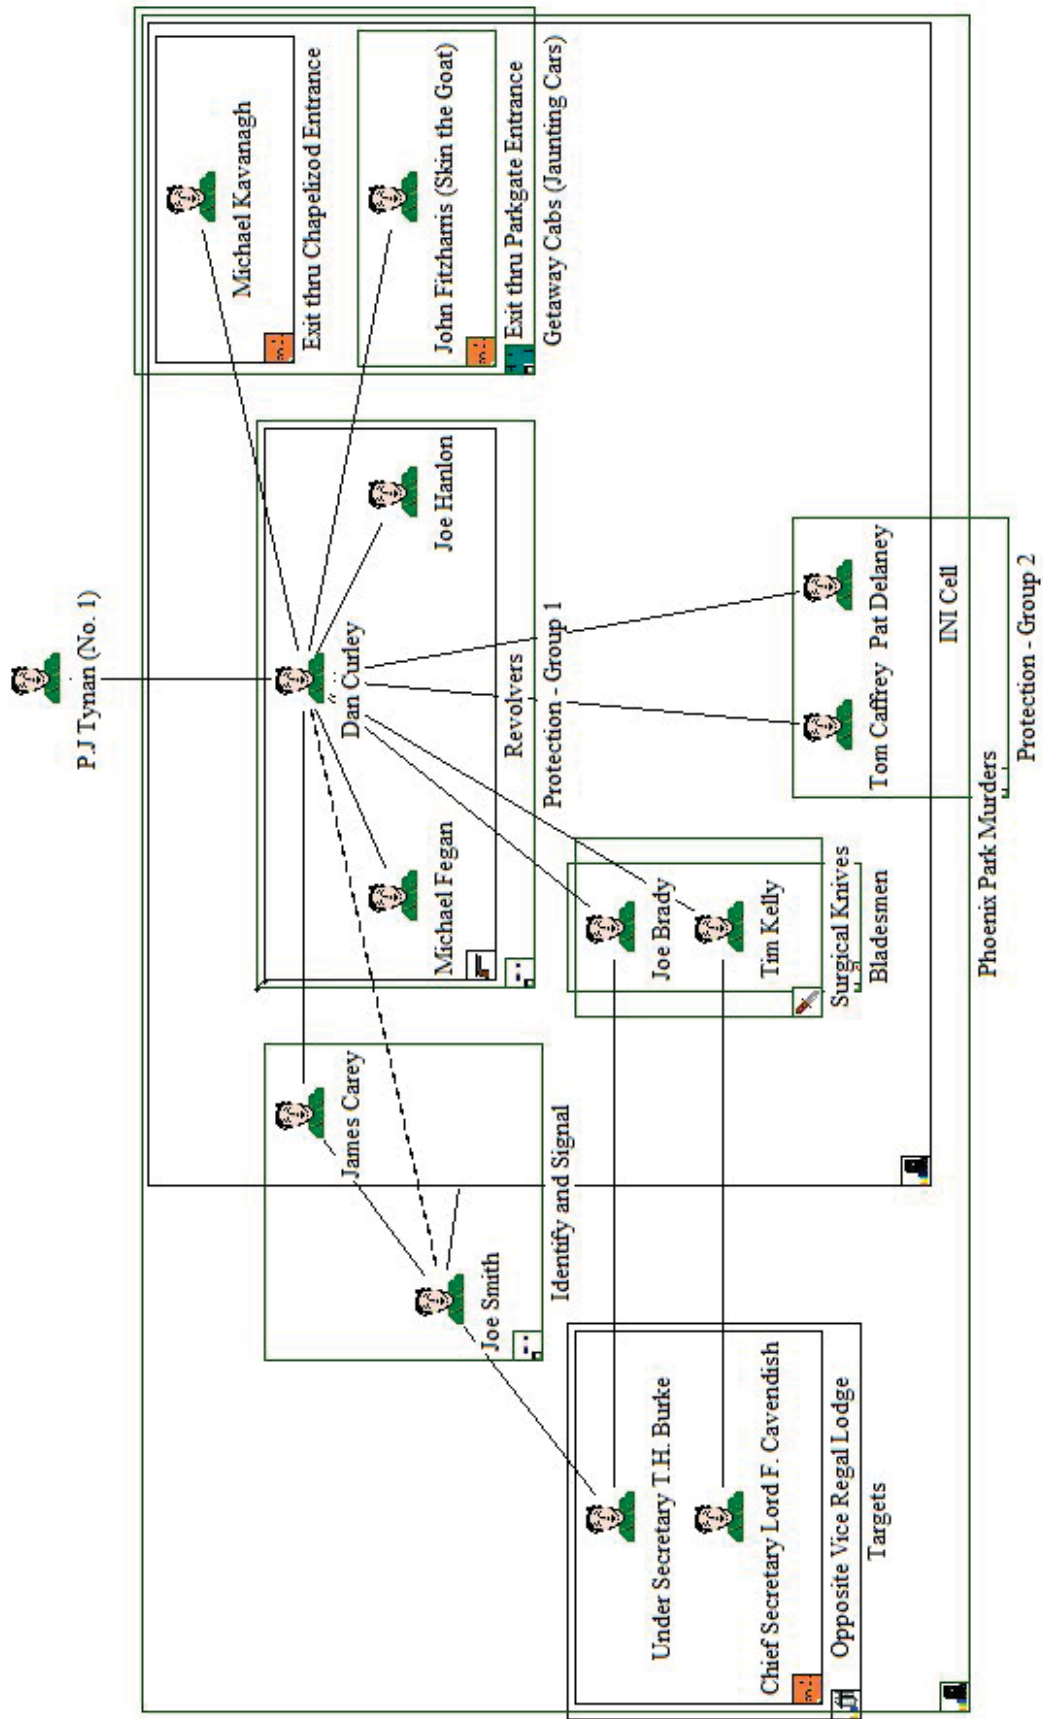 P.J Tynan (No. 1)
Michael Kavanagh
Exit thru Chapelizod Entrance
John Fitzharris (Skin the Goat)
Exit thru Parkgate Entrance
Getaway Cabs (Jaunting Cars)
Dan Curley
Joe Hanlon
Michael Fegan
Revolvers
Protection - Group 1
James Carey
Joe Smith
Identify and Signal
Joe Brady
Tim Kelly
Surgical Knives
Bladesmen
Tom Caffrey
Pat Delaney
INI Cell
Protection - Group 2
Under Secretary T.H. Burke
Chief Secretary Lord F. Cavendish
Opposite Vice Regal Lodge
Targets
Phoenix Park Murders